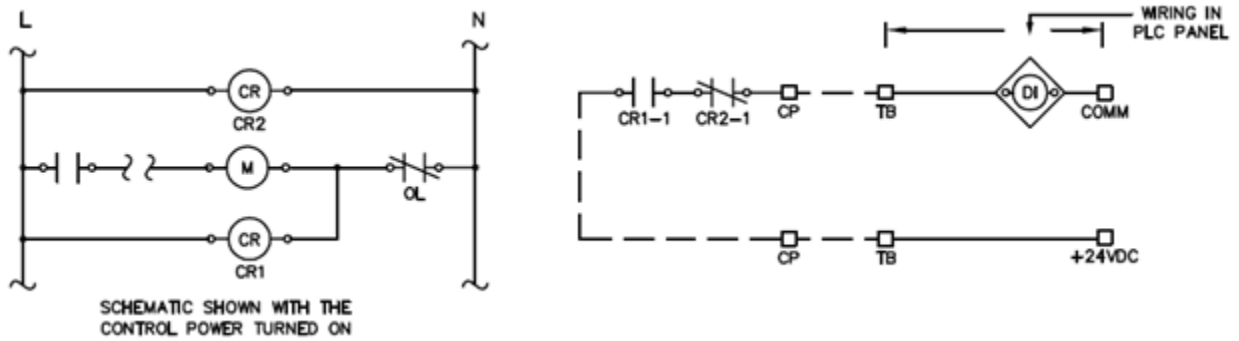 L
N
CR
CR2
M
OL
CR
CR1
SCHEMATIC SHOWN WITH THE
CONTROL POWER TURNED ON
WIRING IN
PLC PANEL
CR1-1
CR2-1
CP
TB
DI
COMM
CP
TB
+24VDC